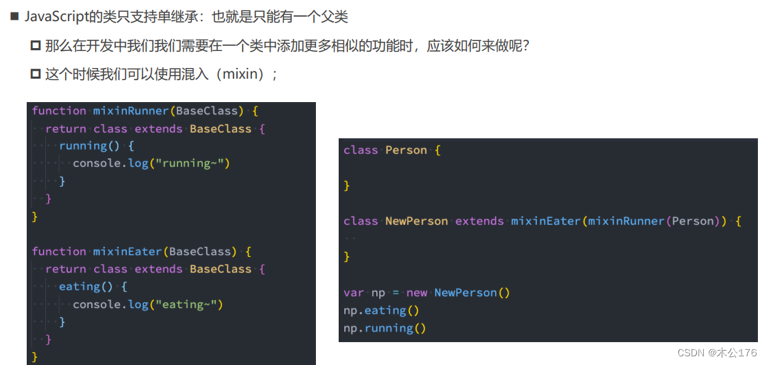 JavaScript的类只支持单继承：也就是只能有一个父类
那么在开发中我们我们需要在一个类中添加更多相似的功能时，应该如何来做呢？
这个时候我们可以使用混入（mixin）；
function mixinRunner(BaseClass) {
  return class extends BaseClass {
    running() {
      console.log("running~")
    }
  }
}

function mixinEater(BaseClass) {
  return class extends BaseClass {
    eating() {
      console.log("eating~")
    }
  }
}
class Person {

}

class NewPerson extends mixinEater(mixinRunner(Person)) {

}

var np = new NewPerson()
np.eating()
np.running()
CSDN @木公176